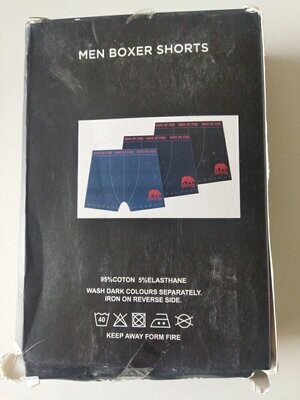 MEN BOXER SHORTS
95%COTON 5%ELASTHANE
WASH DARK COLOURS SEPARATELY.
IRON ON REVERSE SIDE.
40
KEEP AWAY FORM FIRE